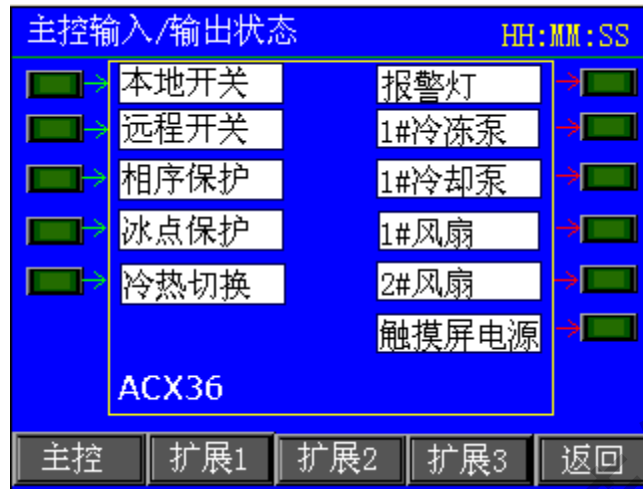 主控输入/输出状态 HH:MM:SS
本地开关 报警灯
远程开关 1#冷冻泵
相序保护 1#冷却泵
冰点保护 1#风扇
冷热切换 2#风扇
触摸屏电源
ACX36
主控 扩展1 扩展2 扩展3 返回